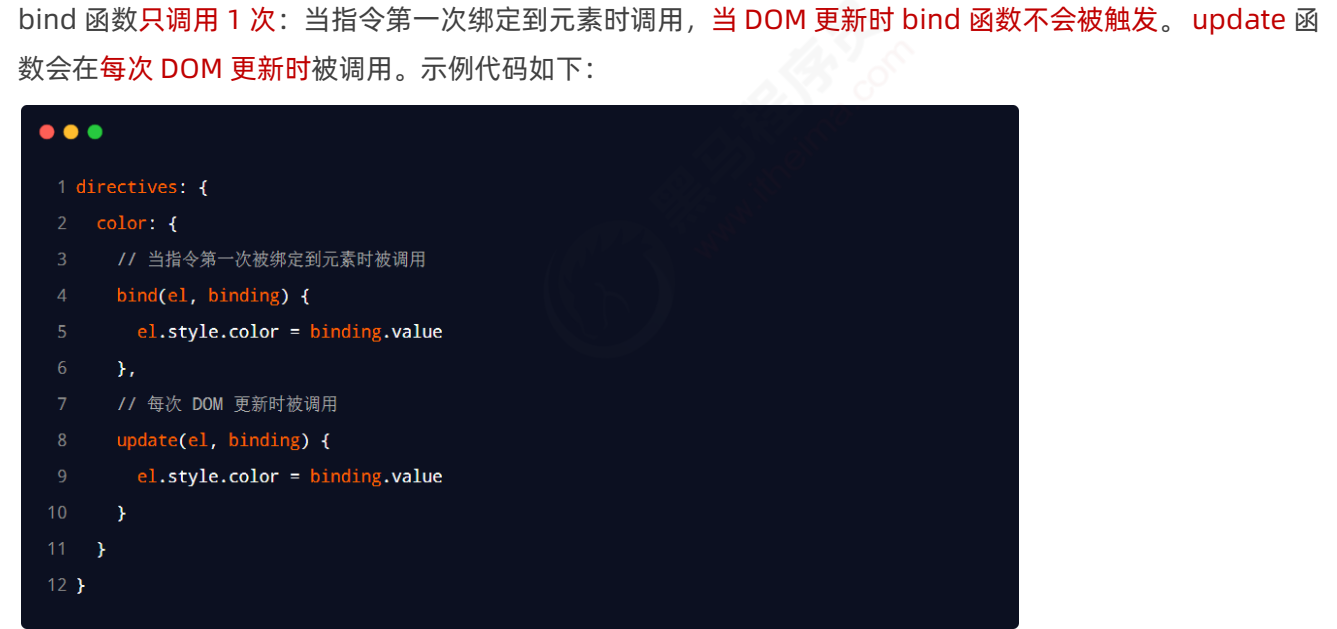 bind 函数只调用 1 次：当指令第一次绑定到元素时调用，当 DOM 更新时 bind 函数不会被触发。 update 函
数会在每次 DOM 更新时被调用。示例代码如下：
1 directives: {
2   color: {
3     // 当指令第一次被绑定到元素时被调用
4     bind(el, binding) {
5       el.style.color = binding.value
6     },
7     // 每次 DOM 更新时被调用
8     update(el, binding) {
9       el.style.color = binding.value
10     }
11   }
12 }
黑马程序员